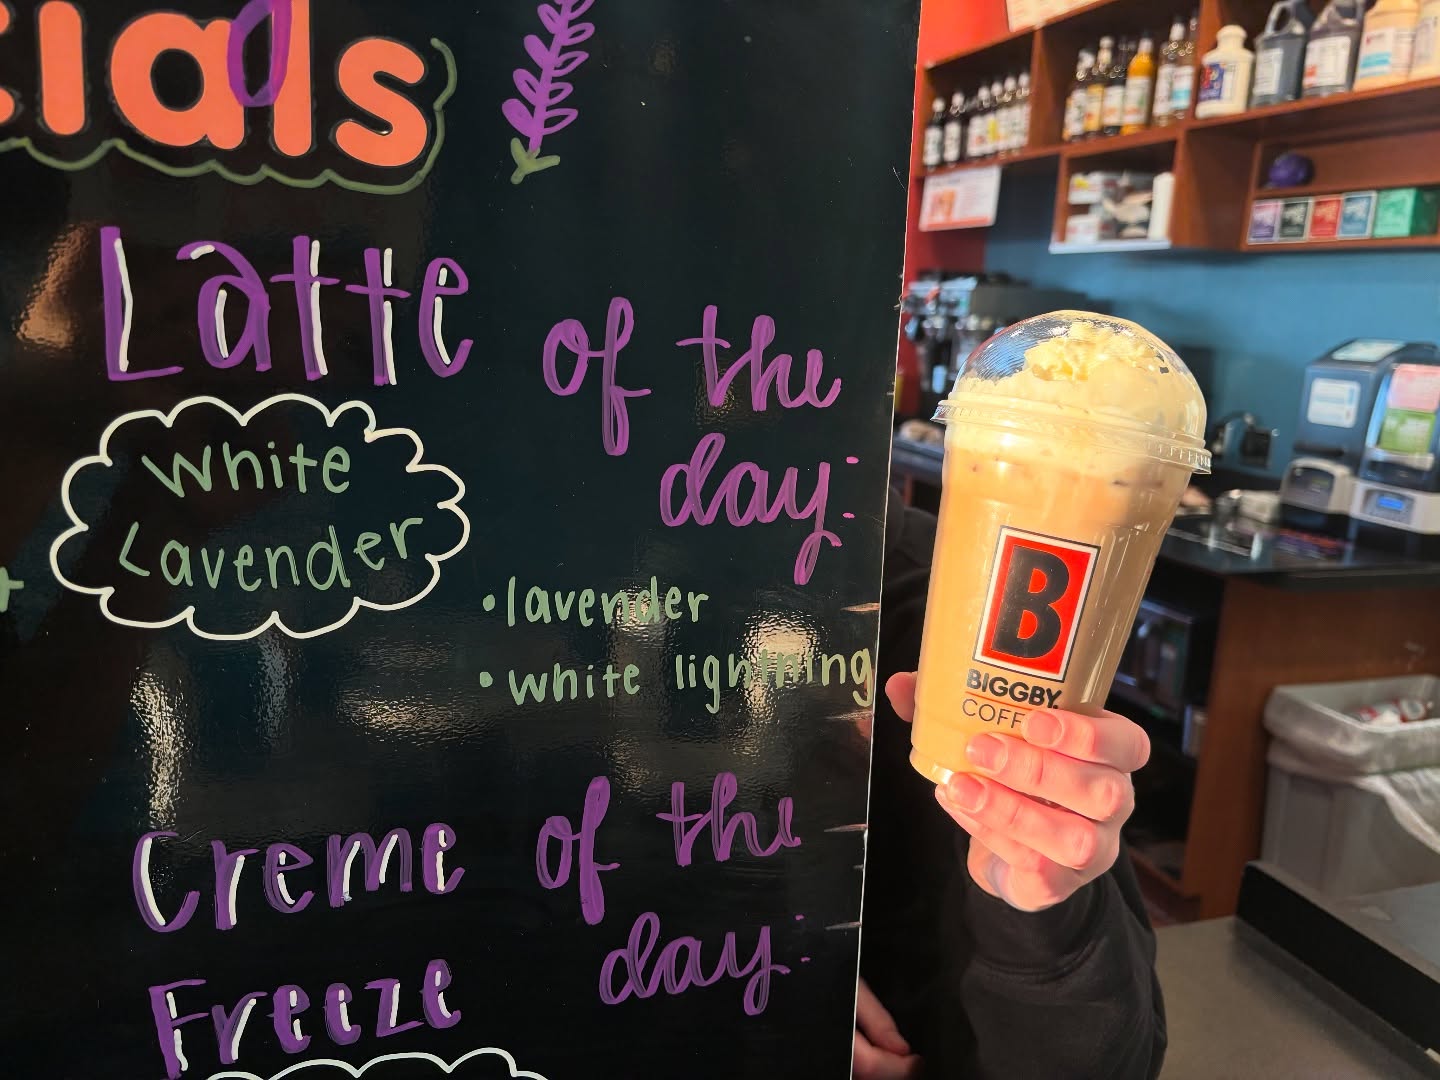 cials
Latte
of the
day:
White
Lavender
• lavender
• white lightning
Creme
of the
day:
Freeze
B
BIGGBY
COFF